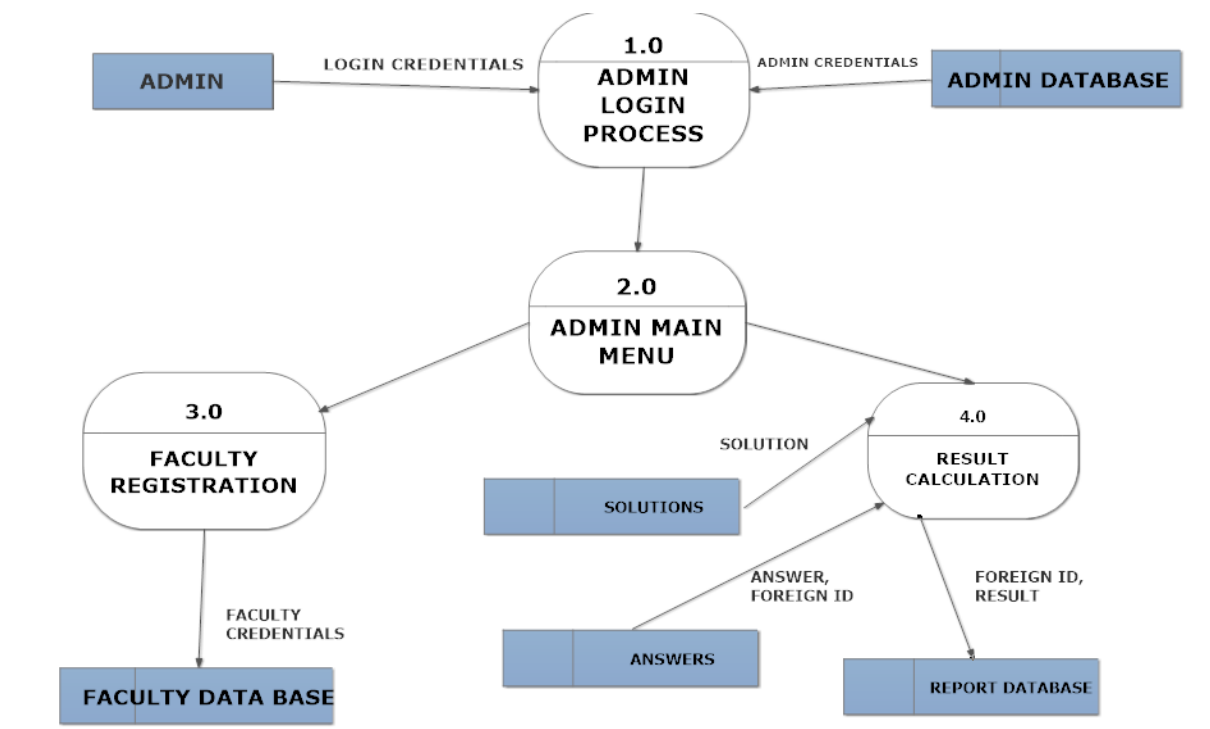 1.0
ADMIN
LOGIN
PROCESS
ADMIN
LOGIN CREDENTIALS
ADMIN CREDENTIALS
ADMIN DATABASE
2.0
ADMIN MAIN
MENU
3.0
FACULTY
REGISTRATION
4.0
RESULT
CALCULATION
SOLUTION
SOLUTIONS
ANSWER,
FOREIGN ID
FOREIGN ID,
RESULT
FACULTY
CREDENTIALS
ANSWERS
FACULTY DATA BASE
REPORT DATABASE